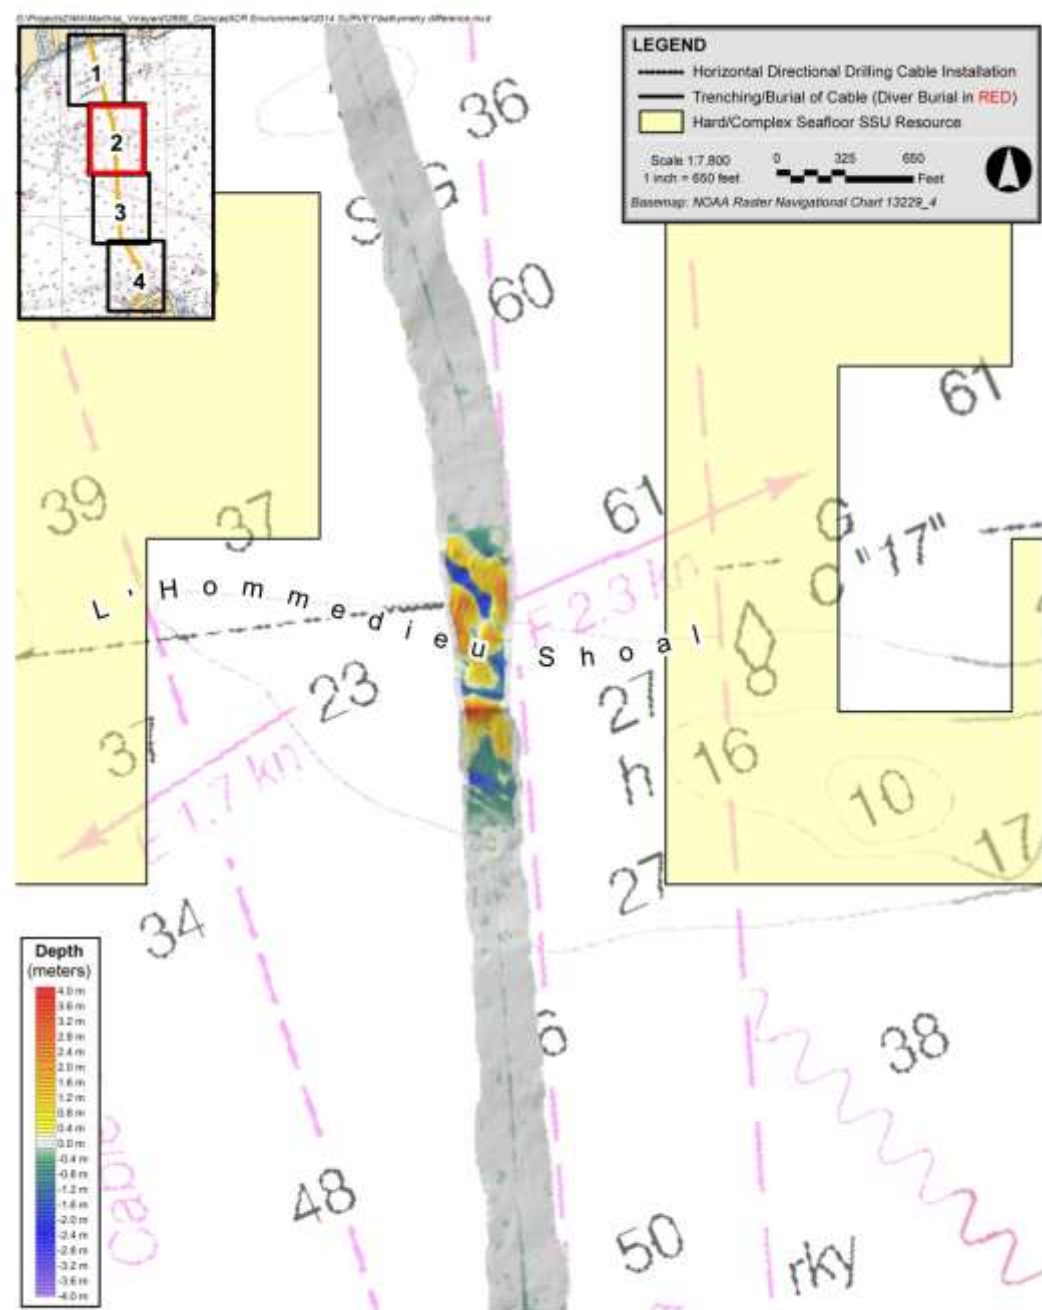 LEGEND
Horizontal Directional Drilling Cable Installation
Trenching/Burial of Cable (Diver Burial in RED)
Hard/Complex Seafloor SSU Resource
Scale 1:7,800
1 inch = 650 feet
0 325 650
Feet
Basemap: NOAA Raster Navigational Chart 13229_4
1
2
3
4
36
60
61
39
37
61
G
C "17"
F 2.3 kn
L'Hommedieu Shoal
23
27
h
8
16
10
17
3
1.7 kn
27
34
6
38
48
50
rky
Cable
Depth
(meters)
4.0 m
3.6 m
3.2 m
2.8 m
2.4 m
2.0 m
1.6 m
1.2 m
0.8 m
0.4 m
0.0 m
-0.4 m
-0.8 m
-1.2 m
-1.6 m
-2.0 m
-2.4 m
-2.8 m
-3.2 m
-3.6 m
-4.0 m